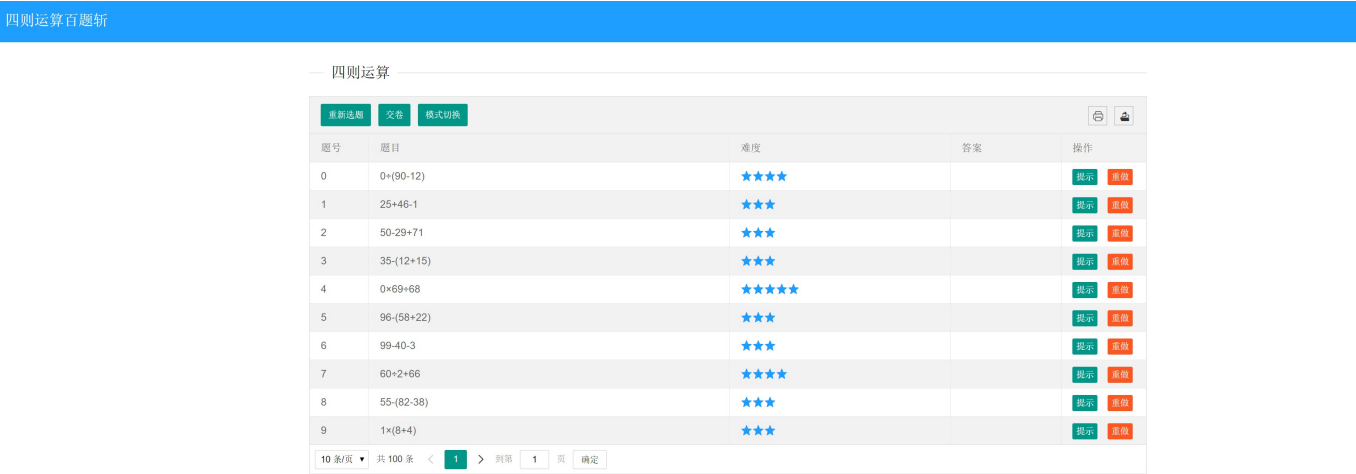 四则运算百题斩
四则运算
重新选题 交卷 模式切换
题号 题目 难度 答案 操作
0 0÷(90-12) ★★★★ 提示 重做
1 25+46-1 ★★★ 提示 重做
2 50-29+71 ★★★ 提示 重做
3 35-(12+15) ★★★ 提示 重做
4 0×69÷68 ★★★★★ 提示 重做
5 96-(58+22) ★★★ 提示 重做
6 99-40-3 ★★★ 提示 重做
7 60÷2+66 ★★★★ 提示 重做
8 55-(82-38) ★★★ 提示 重做
9 1×(8+4) ★★★ 提示 重做
10 条/页 ▼ 共 100 条 < 1 > 到第 1 页 确定